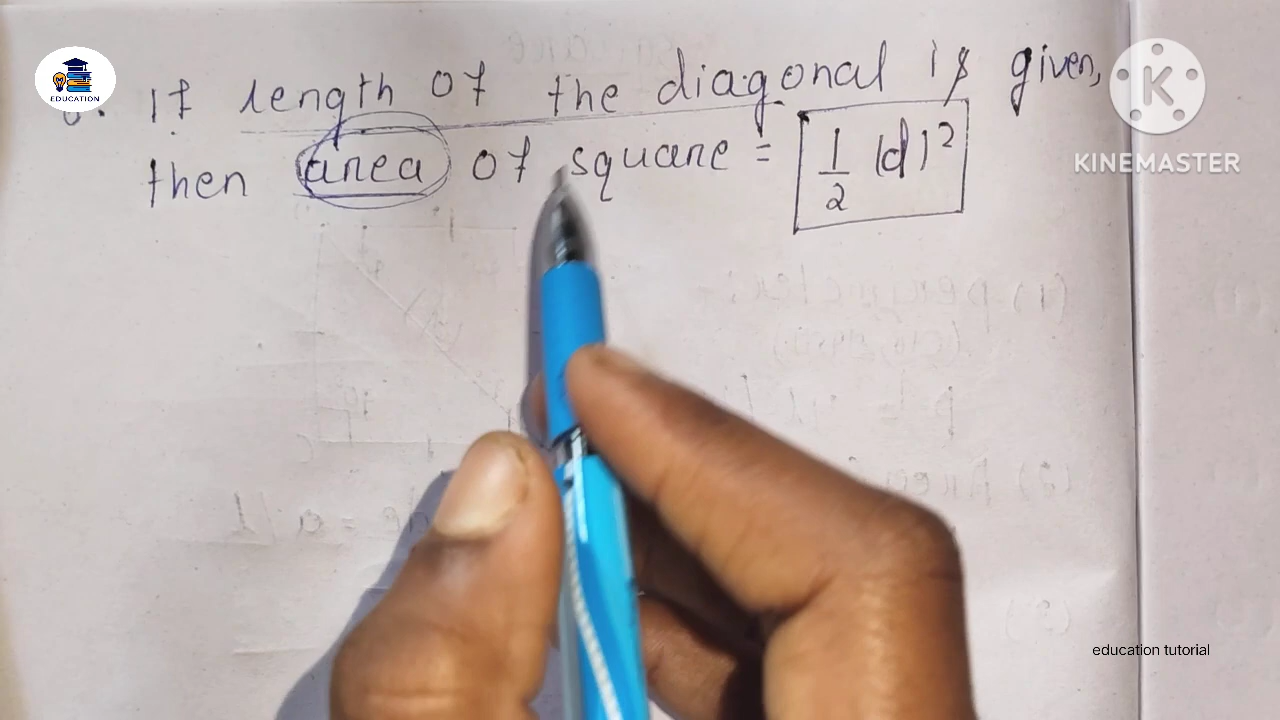 EDUCATION
If length of the diagonal is given,
then area of square = 1/2 (d)²
KINEMASTER
education tutorial